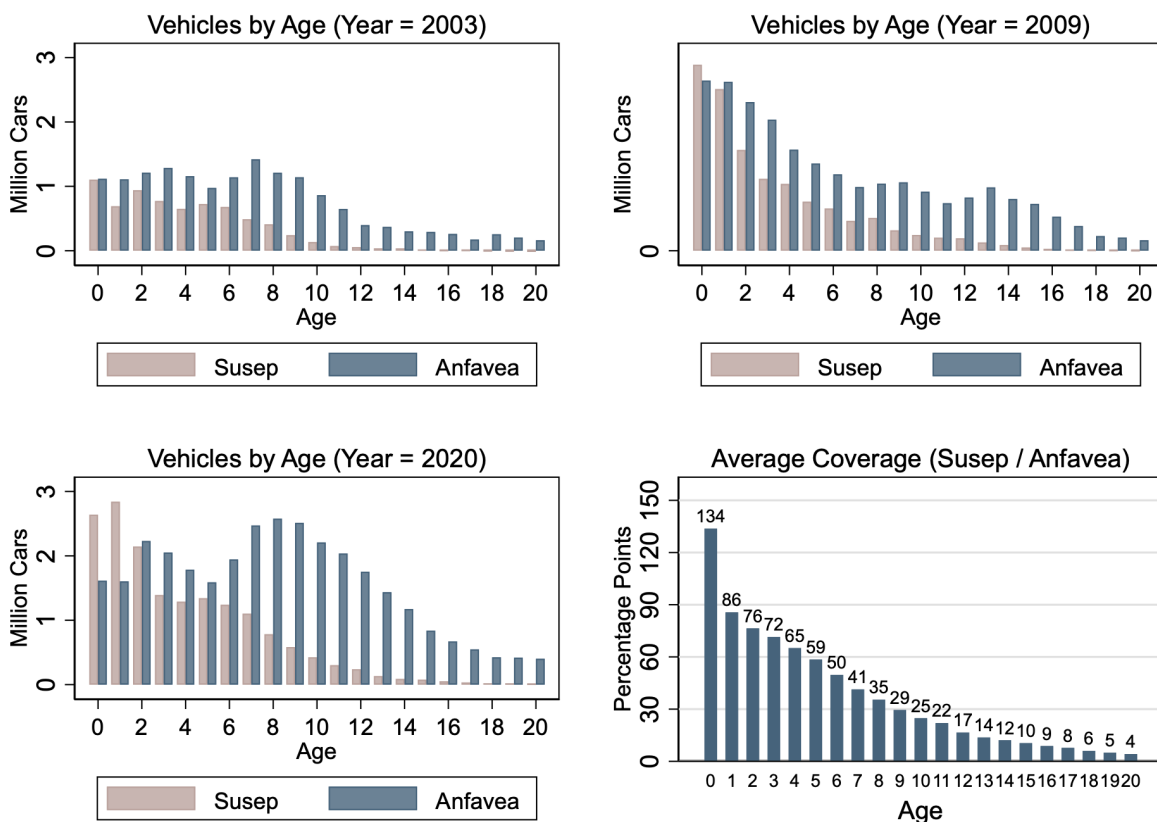 Vehicles by Age (Year = 2003)
Million Cars
3
2
1
0
0 2 4 6 8 10 12 14 16 18 20
Age
Susep Anfavea
Vehicles by Age (Year = 2009)
Million Cars
0
0 2 4 6 8 10 12 14 16 18 20
Age
Susep Anfavea
Vehicles by Age (Year = 2020)
Million Cars
3
2
1
0
0 2 4 6 8 10 12 14 16 18 20
Age
Susep Anfavea
Average Coverage (Susep / Anfavea)
Percentage Points
150
120
90
60
30
0
134 86 76 72 65 59 50 41 35 29 25 22 17 14 12 10 9 8 6 5 4
0 1 2 3 4 5 6 7 8 9 10 11 12 13 14 15 16 17 18 19 20
Age